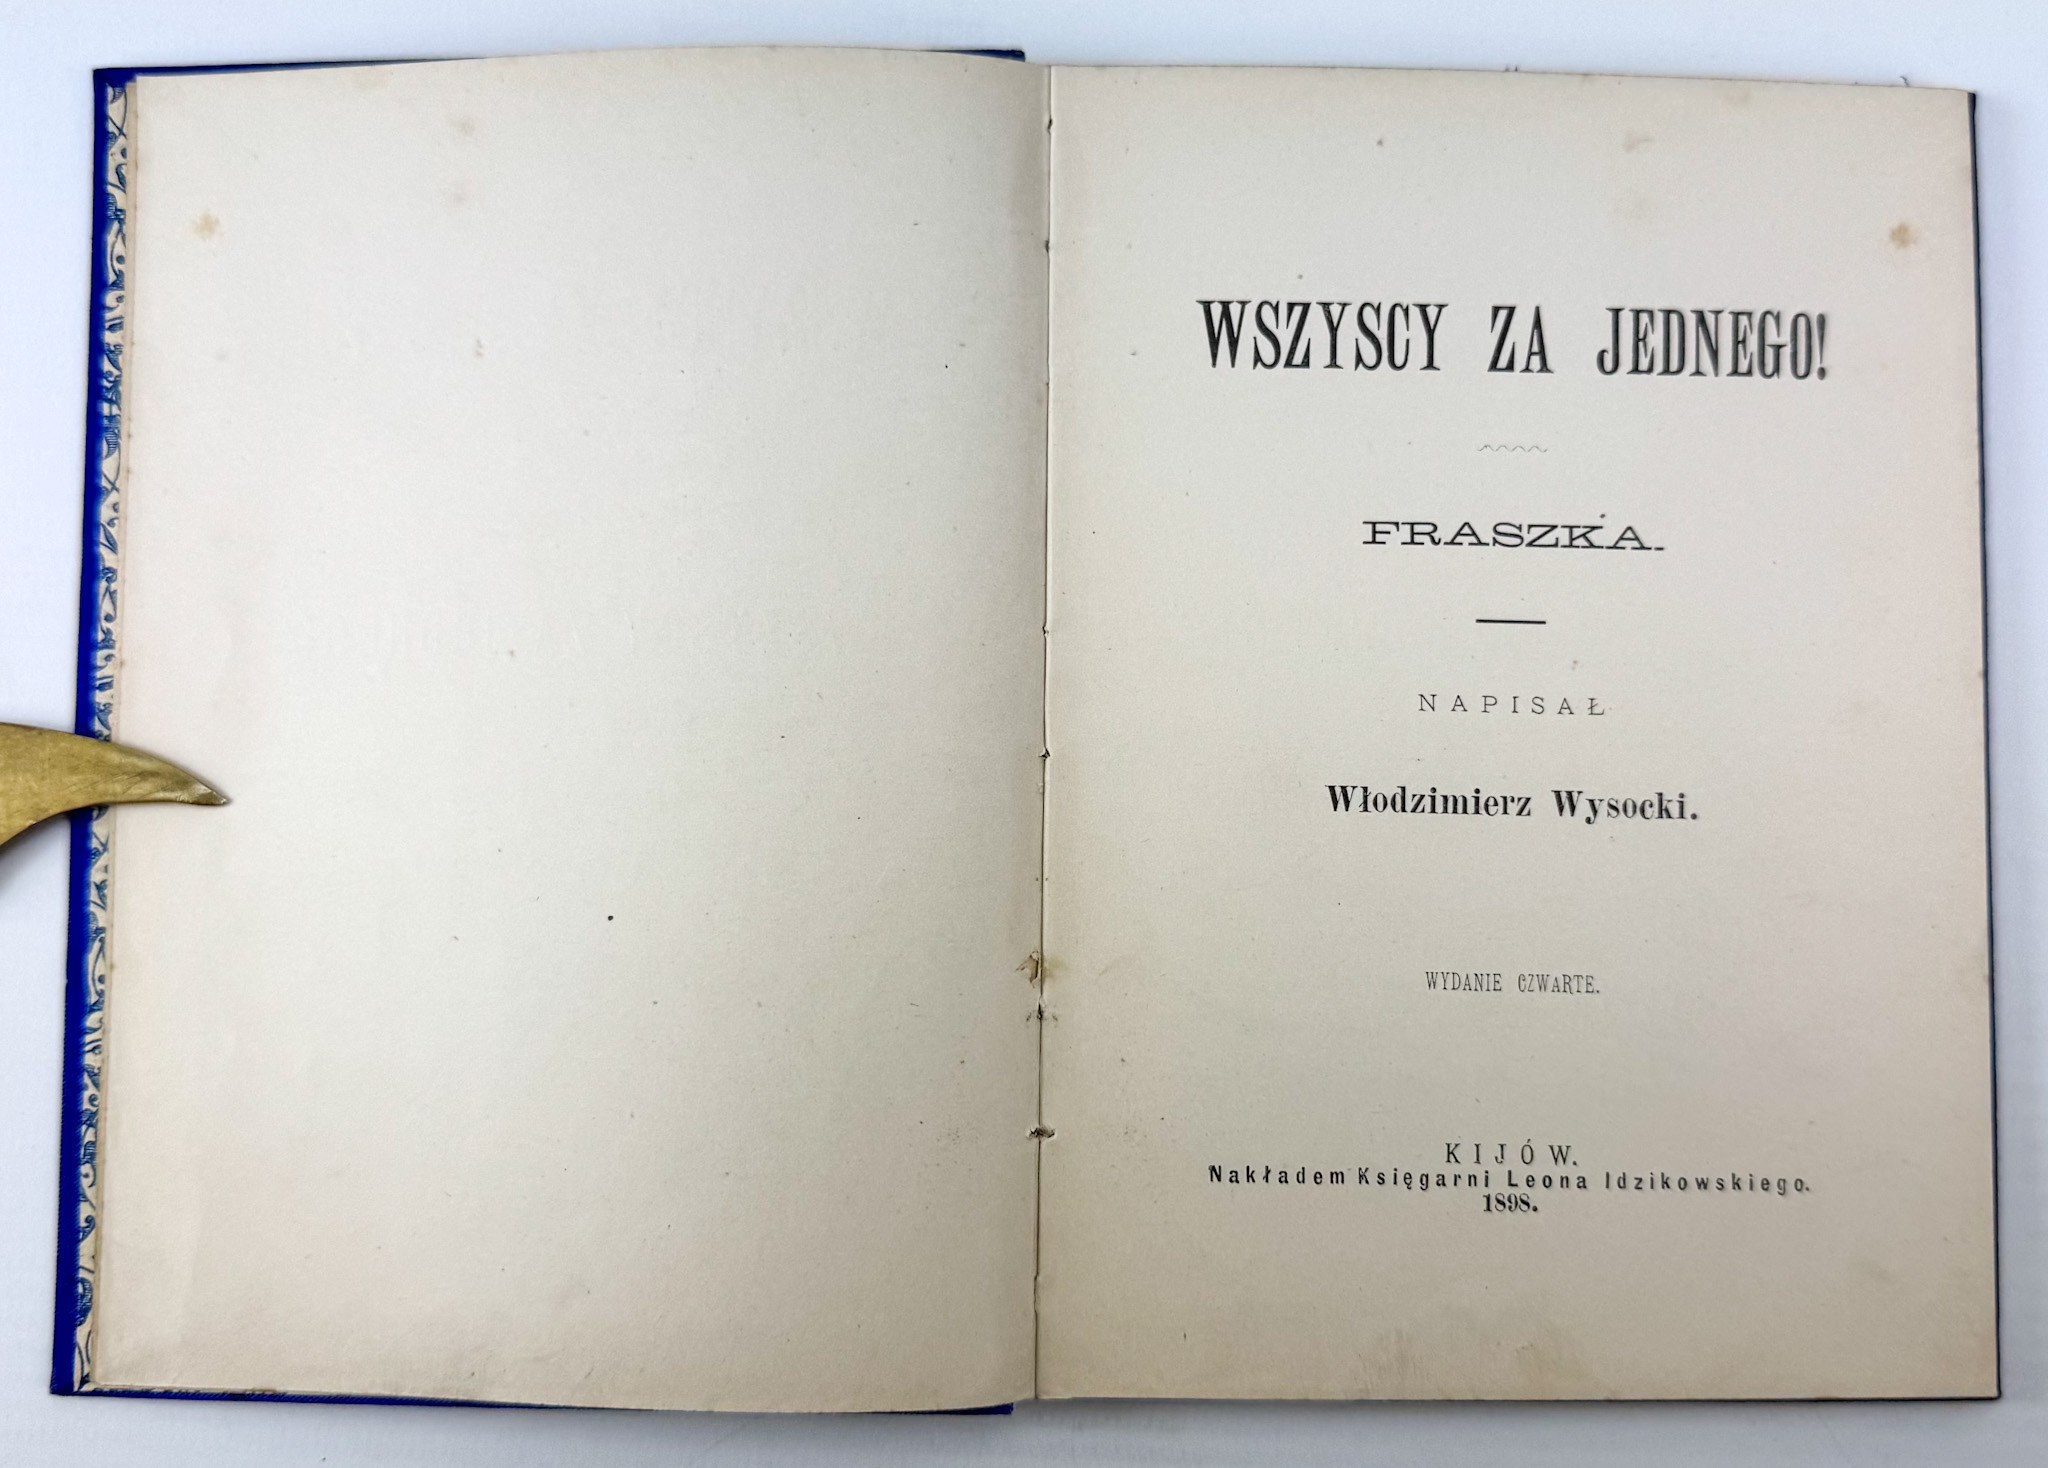 WSZYSCY ZA JEDNEGO!
FRASZKA.
NAPISAŁ
Włodzimierz Wysocki.
WYDANIE CZWARTE.
KIJÓW.
Nakładem Księgarni Leona Idzikowskiego.
1898.